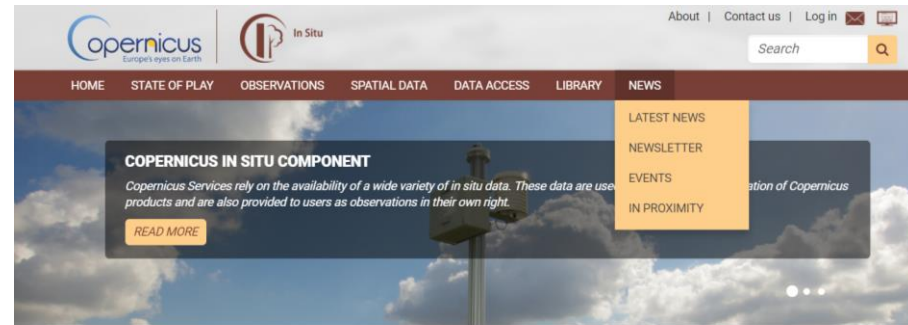 About | Contact us | Log in
Copernicus
Europe's eyes on Earth
In Situ
Search
HOME STATE OF PLAY OBSERVATIONS SPATIAL DATA DATA ACCESS LIBRARY NEWS
LATEST NEWS
NEWSLETTER
EVENTS
IN PROXIMITY
COPERNICUS IN SITU COMPONENT
Copernicus Services rely on the availability of a wide variety of in situ data. These data are use ation of Copernicus
products and are also provided to users as observations in their own right.
READ MORE